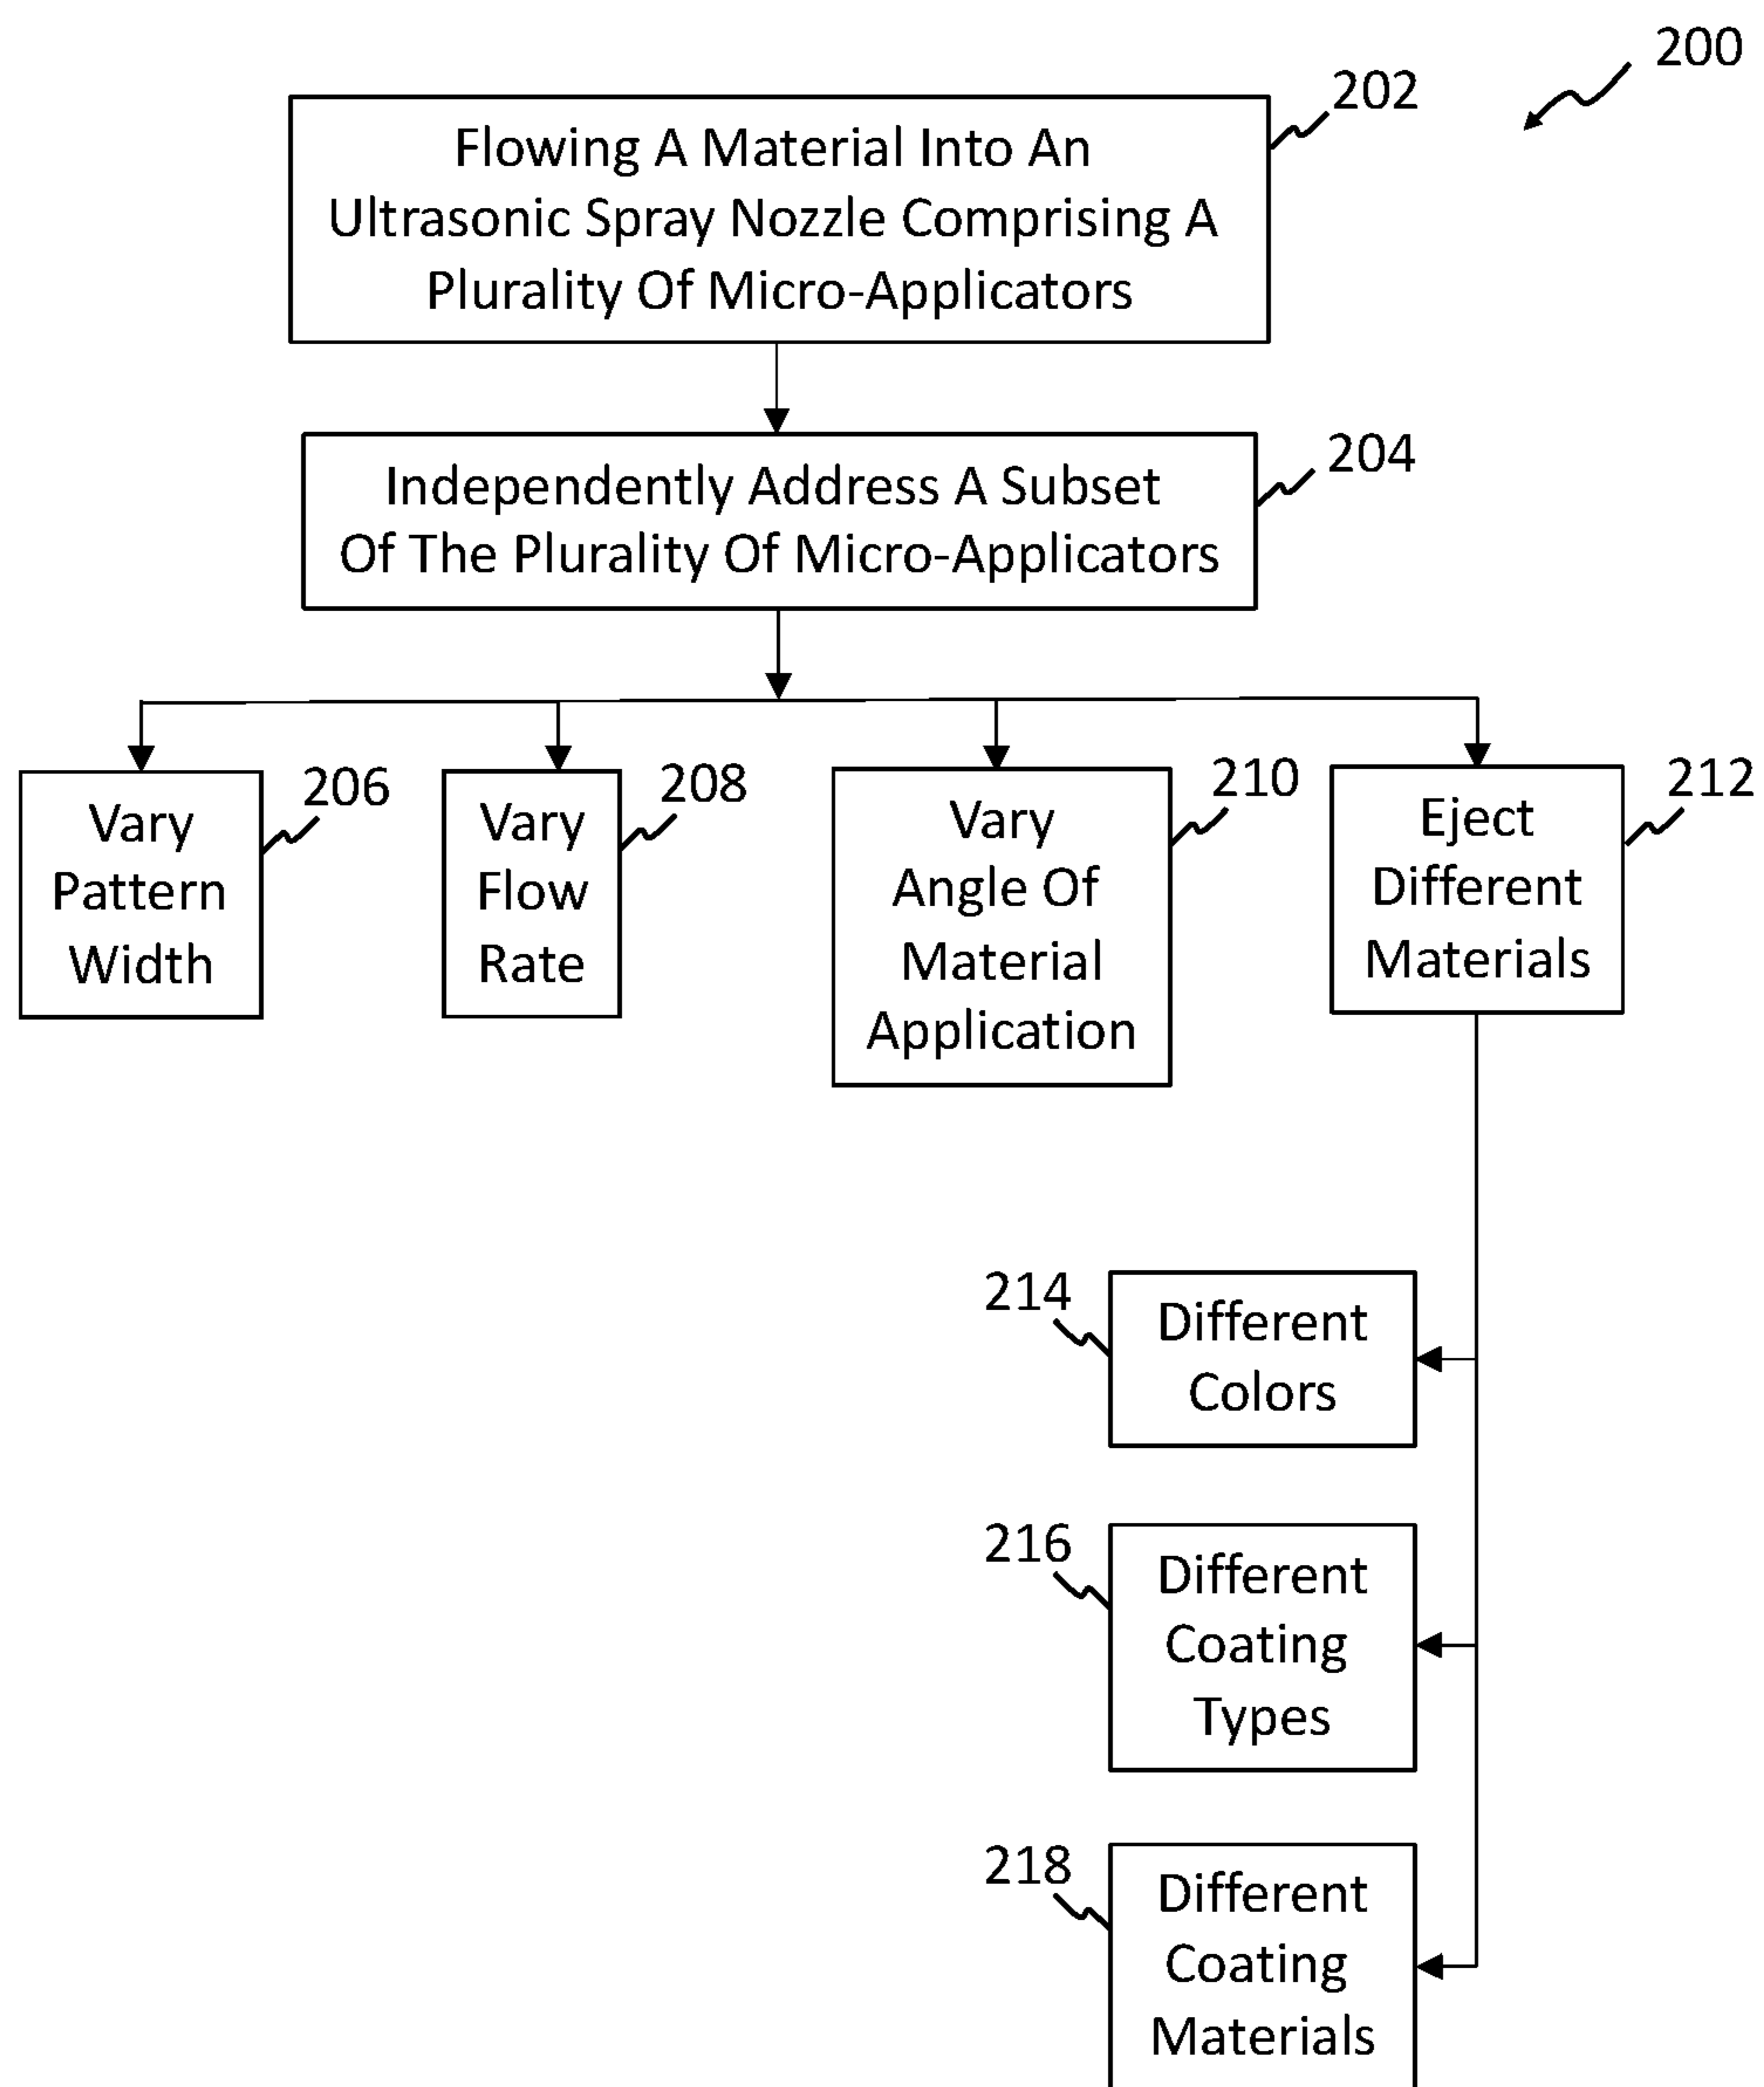 200
202
Flowing A Material Into An
Ultrasonic Spray Nozzle Comprising A
Plurality Of Micro-Applicators
204
Independently Address A Subset
Of The Plurality Of Micro-Applicators
206
Vary
Pattern
Width
208
Vary
Flow
Rate
210
Vary
Angle Of
Material
Application
212
Eject
Different
Materials
214
Different
Colors
216
Different
Coating
Types
218
Different
Coating
Materials